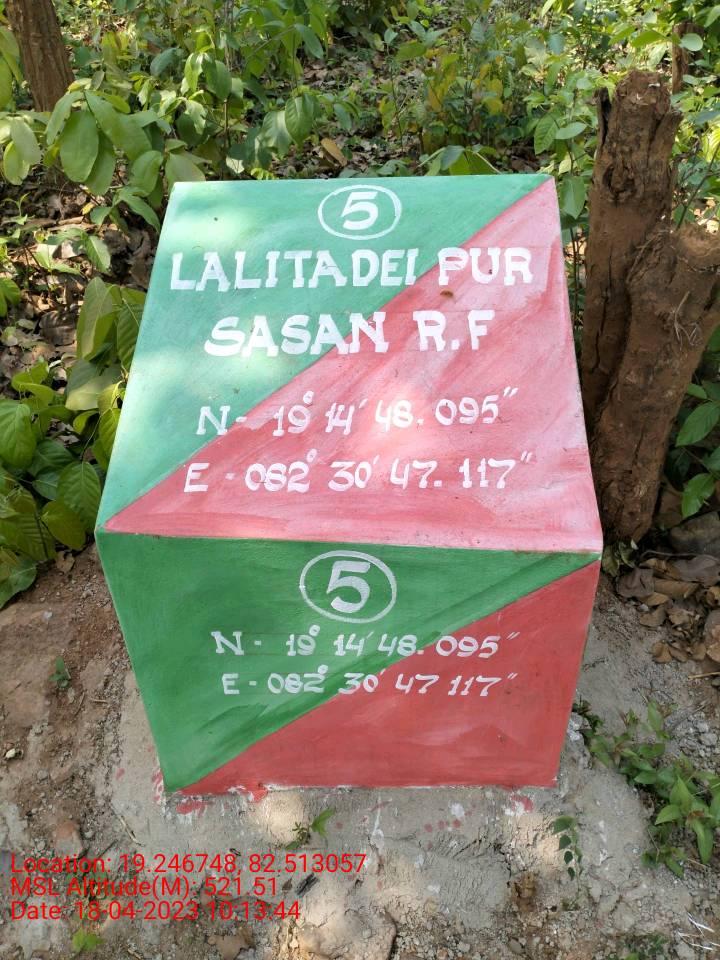 5
LALITADEI PUR
SASAN R.F
N- 19° 14' 48. 095"
E - 082° 30' 47. 117"
5
N - 19° 14' 48. 095"
E - 082° 30' 47 117"
Location: 19.246748, 82.513057
MSL Altitude(M): 521.51
Date: 18-04-2023 10:13:44